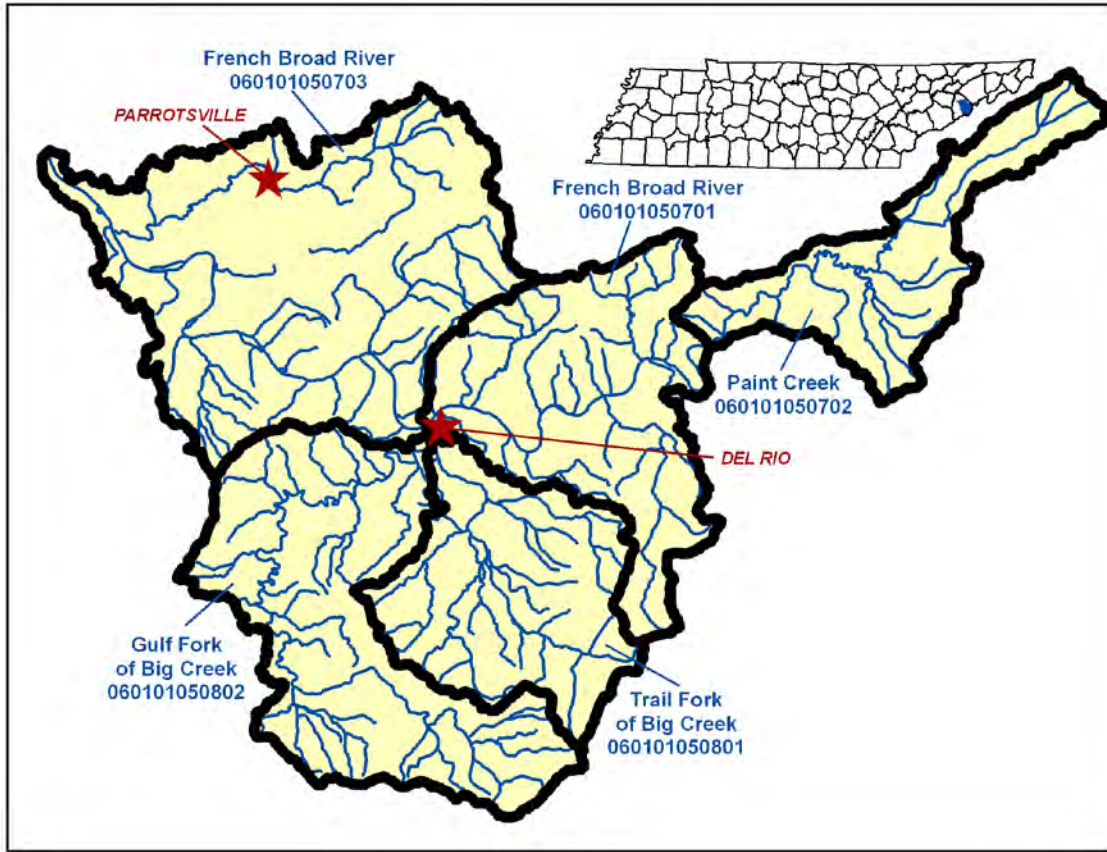 French Broad River
060101050703
PARROTSVILLE
French Broad River
060101050701
Paint Creek
060101050702
DEL RIO
Gulf Fork
of Big Creek
060101050802
Trail Fork
of Big Creek
060101050801